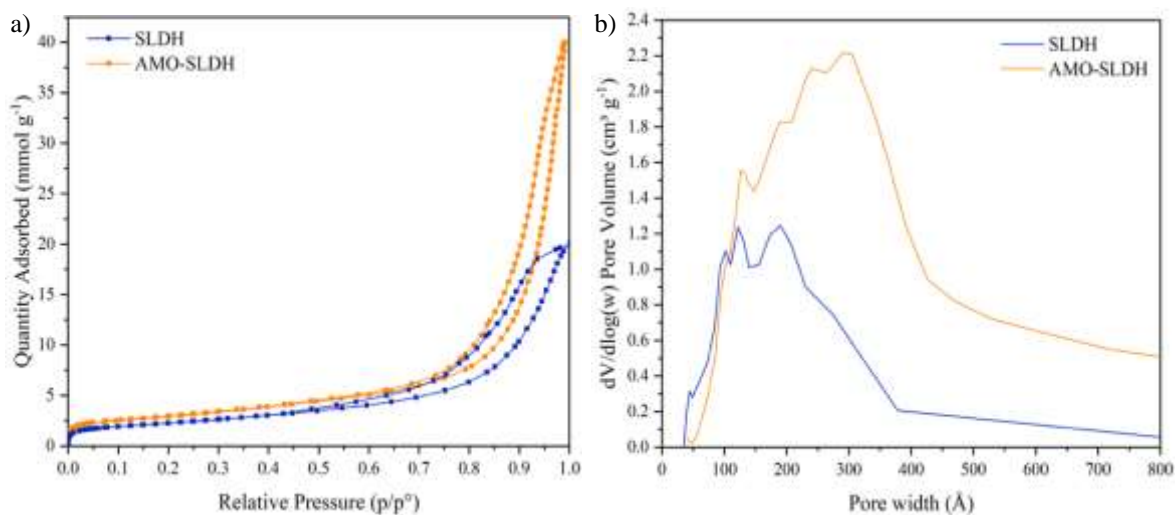 a)
40
35
30
25
20
15
10
5
0
Quantity Adsorbed (mmol g⁻¹)
SLDH
AMO-SLDH
0.0 0.1 0.2 0.3 0.4 0.5 0.6 0.7 0.8 0.9 1.0
Relative Pressure (p/p°)
b)
2.4
2.2
2.0
1.8
1.6
1.4
1.2
1.0
0.8
0.6
0.4
0.2
0.0
dV/dlog(w) Pore Volume (cm³ g⁻¹)
SLDH
AMO-SLDH
0 100 200 300 400 500 600 700 800
Pore width (Å)